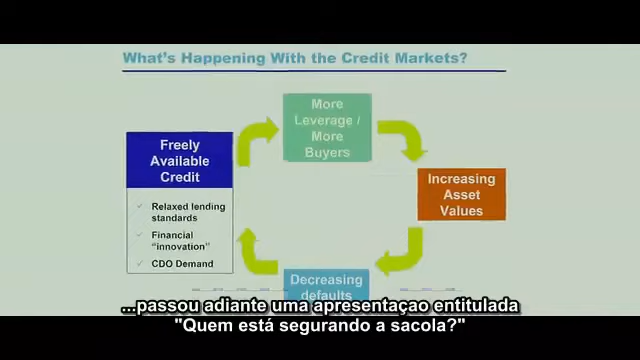 What's Happening With the Credit Markets?
More
Leverage /
More
Buyers
Freely
Available
Credit
Relaxed lending
standards
Financial
"innovation"
CDO Demand
Increasing
Asset
Values
Decreasing
defaults
...passou adiante uma apresentaçao entitulada
"Quem está segurando a sacola?"